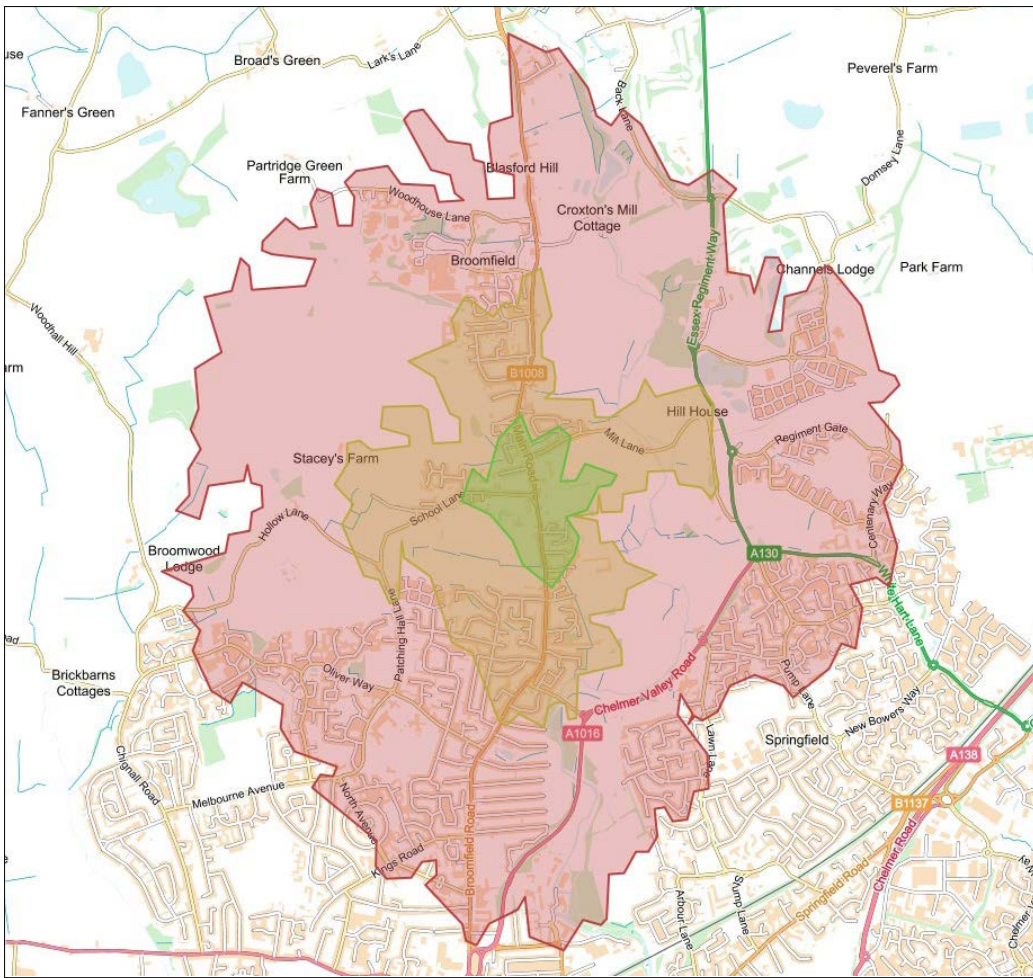 Broad's Green
Lark's Lane
Peverel's Farm
Fanner's Green
Back Lane
Domsey Lane
Partridge Green
Farm
Blasford Hill
Woodhouse Lane
Croxton's Mill
Cottage
Essex Regiment Way
Broomfield
Channels Lodge
Park Farm
Woodhall Hill
B1008
Hill House
Main Road
Mill Lane
Regiment Gate
Stacey's Farm
School Lane
Hollow Lane
Centenary Way
Broomwood
Lodge
A130
White Hart Lane
Patching Hall Lane
Brickbarns
Cottages
Oliver Way
Chelmer Valley Road
Pump Lane
New Bowers' Way
A1016
Lawn Lane
Springfield
A138
Chignall Road
Melbourne Avenue
North Avenue
B1137
Kings Road
Broomfield Road
Chelmer Road
Springfield Road
Stump Lane
Arbour Lane